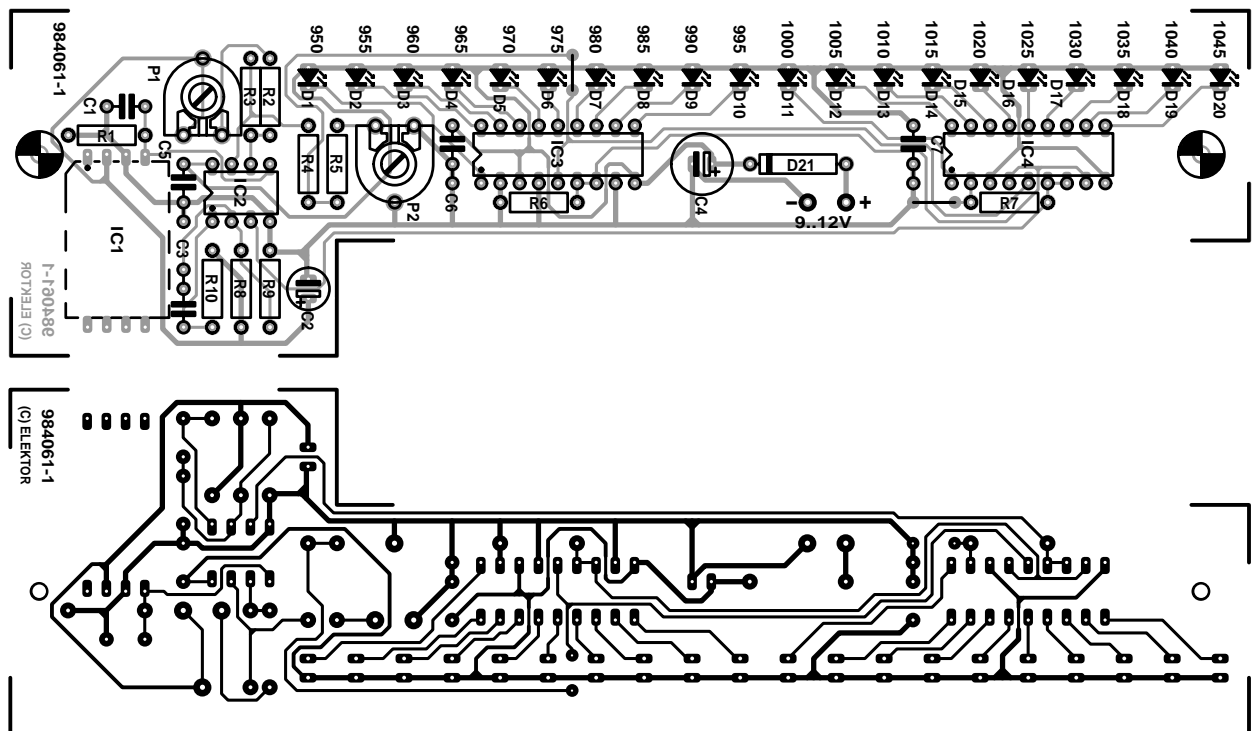 984061-1
950
955
960
965
970
975
980
985
990
995
1000
1005
1010
1015
1020
1025
1030
1035
1040
1045
D1
D2
D3
D4
D5
D6
D7
D8
D9
D10
D11
D12
D13
D14
D15
D16
D17
D18
D19
D20
P1
C1
R1
C5
R3
R2
R4
R5
P2
C6
IC3
R6
C4
D21
- +
9..12V
C7
IC4
R7
IC2
IC1
C3
R10
R8
R9
C2
+
+
984061-1
(C) ELEKTOR
984061-1
(C) ELEKTOR